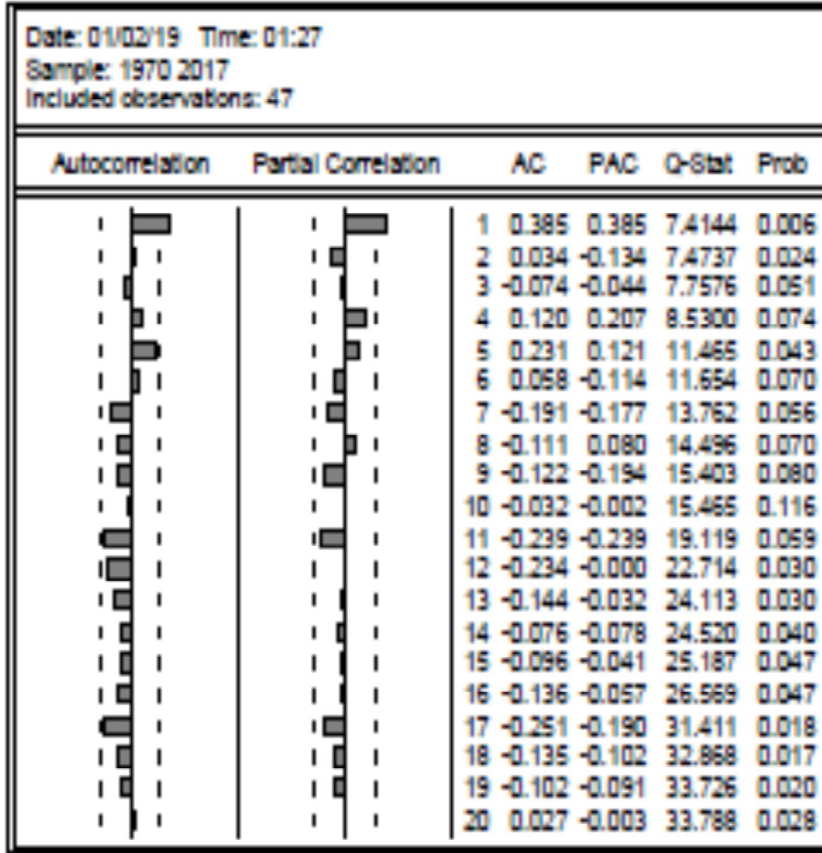 Date: 01/02/19 Time: 01:27
Sample: 1970 2017
Included observations: 47
Autocorrelation Partial Correlation AC PAC Q-Stat Prob
1 0.385 0.385 7.4144 0.006
2 0.034 -0.134 7.4737 0.024
3 -0.074 -0.044 7.7576 0.051
4 0.120 0.207 8.5300 0.074
5 0.231 0.121 11.465 0.043
6 0.058 -0.114 11.654 0.070
7 -0.191 -0.177 13.762 0.056
8 -0.111 0.080 14.496 0.070
9 -0.122 -0.194 15.403 0.080
10 -0.032 -0.002 15.465 0.116
11 -0.239 -0.239 19.119 0.059
12 -0.234 -0.000 22.714 0.030
13 -0.144 -0.032 24.113 0.030
14 -0.076 -0.078 24.520 0.040
15 -0.096 -0.041 25.187 0.047
16 -0.136 -0.057 26.569 0.047
17 -0.251 -0.190 31.411 0.018
18 -0.135 -0.102 32.868 0.017
19 -0.102 -0.091 33.726 0.020
20 0.027 -0.003 33.788 0.028